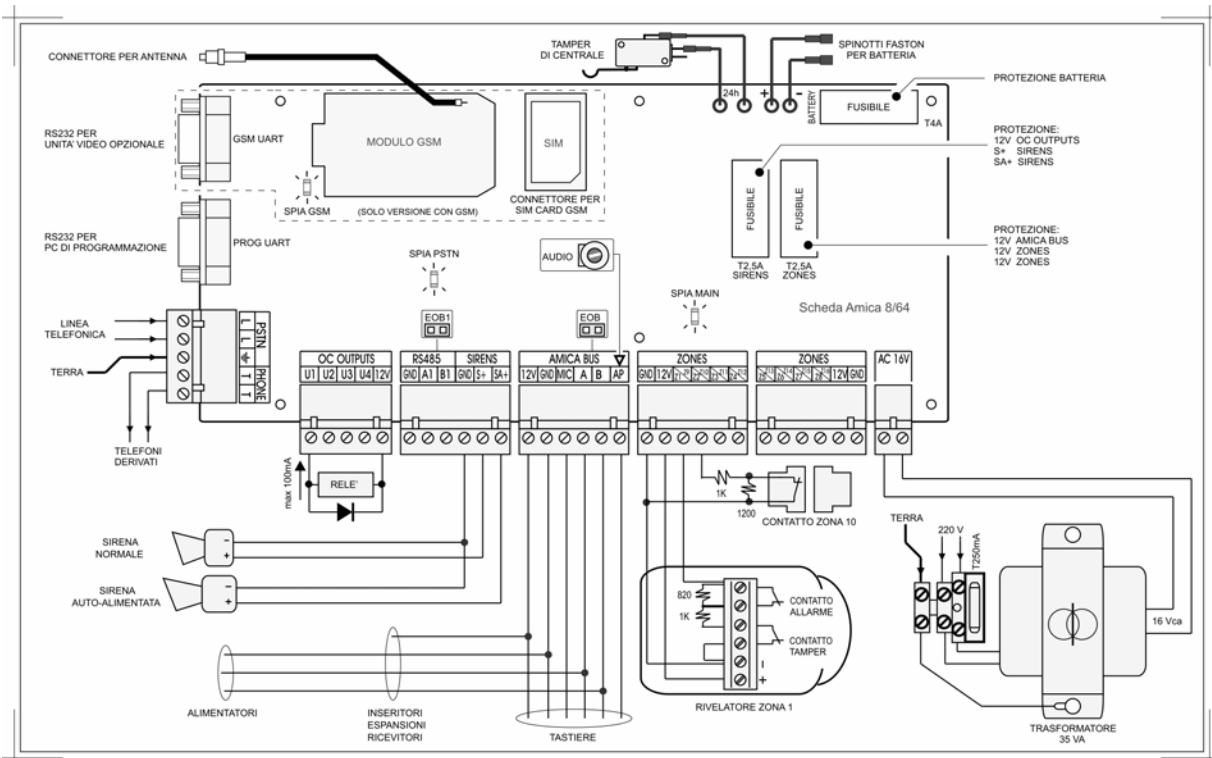 CONNETTORE PER ANTENNA
TAMPER
DI CENTRALE
SPINOTTI FASTON
PER BATTERIA
24h
+ -
BATTERY
FUSIBILE
T4A
PROTEZIONE BATTERIA
RS232 PER
UNITA' VIDEO OPZIONALE
GSM UART
MODULO GSM
SIM
SPIA GSM
(SOLO VERSIONE CON GSM)
CONNETTORE PER
SIM CARD GSM
PROTEZIONE:
12V OC OUTPUTS
S+ SIRENS
SA+ SIRENS
FUSIBILE
FUSIBILE
T2,5A
SIRENS
T2,5A
ZONES
PROTEZIONE:
12V AMICA BUS
12V ZONES
12V ZONES
RS232 PER
PC DI PROGRAMMAZIONE
PROG UART
SPIA PSTN
AUDIO
SPIA MAIN
Scheda Amica 8/64
EOB1
EOB
LINEA
TELEFONICA
TERRA
PSTN
L L
PHONE
T T
TELEFONI
DERIVATI
OC OUTPUTS
U1 U2 U3 U4 12V
RS485 SIRENS
GND A1 B1 GND S+ SA+
AMICA BUS
12V GND MIC A B AP
ZONES
GND 12V
ZONES
12V GND
AC 16V
max 100mA
RELE'
1K
1200
CONTATTO ZONA 10
SIRENA
NORMALE
- +
SIRENA
AUTO-ALIMENTATA
- +
820
1K
CONTATTO
ALLARME
CONTATTO
TAMPER
-
+
RIVELATORE ZONA 1
TERRA
220 V
T250mA
16 Vca
TRASFORMATORE
35 VA
ALIMENTATORI
INSERITORI
ESPANSIONI
RICEVITORI
TASTIERE